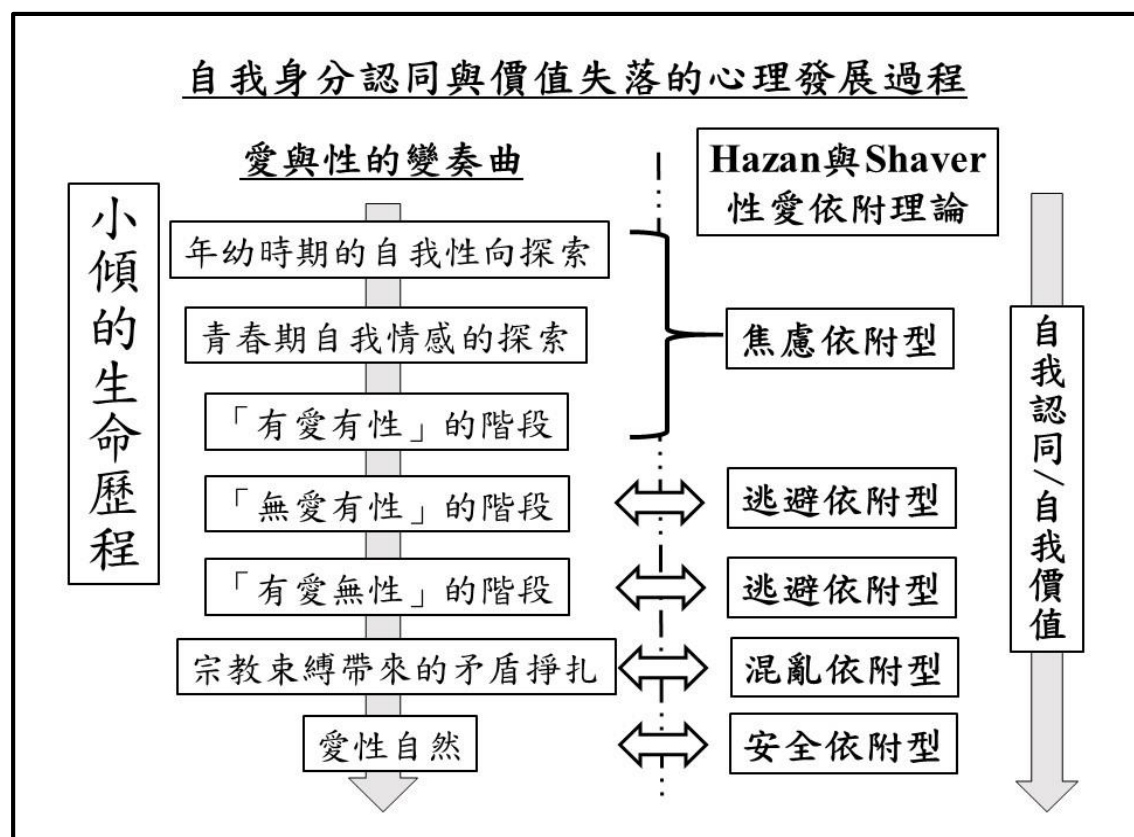 自我身分認同與價值失落的心理發展過程
愛與性的變奏曲
Hazan與Shaver
性愛依附理論
小傾的生命歷程
年幼時期的自我性向探索
青春期自我情感的探索
焦慮依附型
「有愛有性」的階段
「無愛有性」的階段
逃避依附型
「有愛無性」的階段
逃避依附型
宗教束縛帶來的矛盾掙扎
混亂依附型
愛性自然
安全依附型
自我認同/自我價值